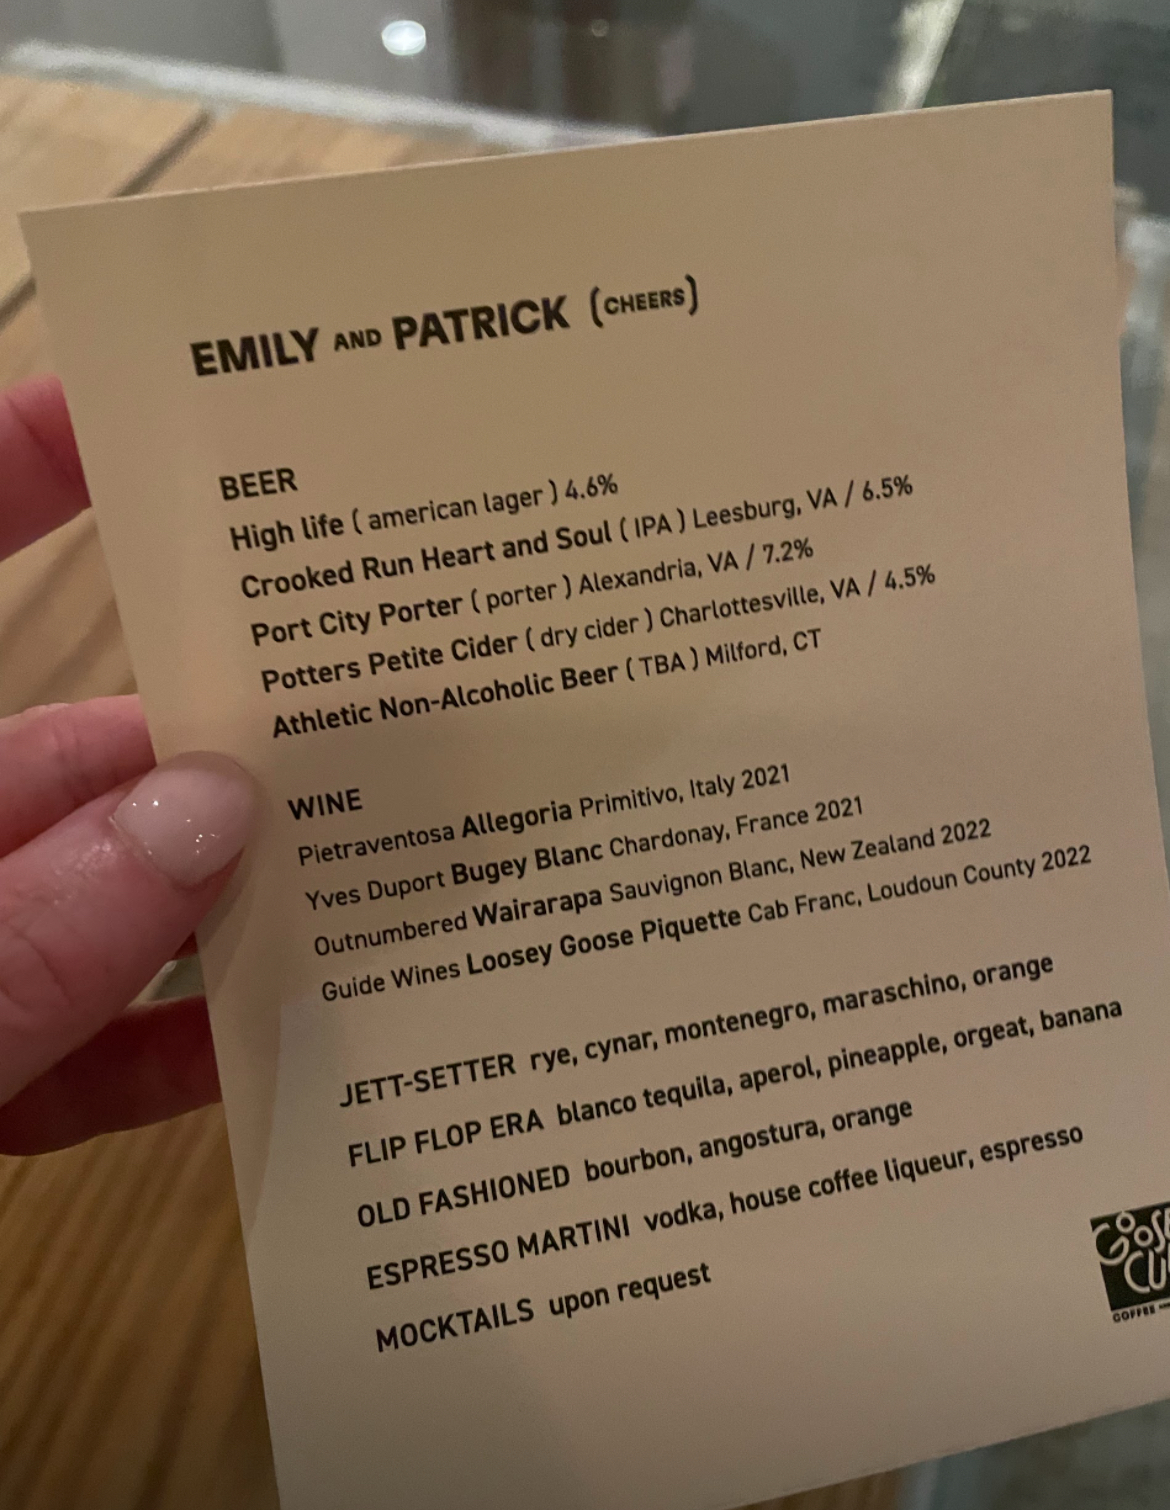 EMILY AND PATRICK (CHEERS)
BEER
High life ( american lager ) 4.6%
Crooked Run Heart and Soul ( IPA ) Leesburg, VA / 6.5%
Port City Porter ( porter ) Alexandria, VA / 7.2%
Potters Petite Cider ( dry cider ) Charlottesville, VA / 4.5%
Athletic Non-Alcoholic Beer ( TBA ) Milford, CT
WINE
Pietraventosa Allegoria Primitivo, Italy 2021
Yves Duport Bugey Blanc Chardonay, France 2021
Outnumbered Wairarapa Sauvignon Blanc, New Zealand 2022
Guide Wines Loosey Goose Piquette Cab Franc, Loudoun County 2022
JETT-SETTER rye, cynar, montenegro, maraschino, orange
FLIP FLOP ERA blanco tequila, aperol, pineapple, orgeat, banana
OLD FASHIONED bourbon, angostura, orange
ESPRESSO MARTINI vodka, house coffee liqueur, espresso
MOCKTAILS upon request
COFFEE